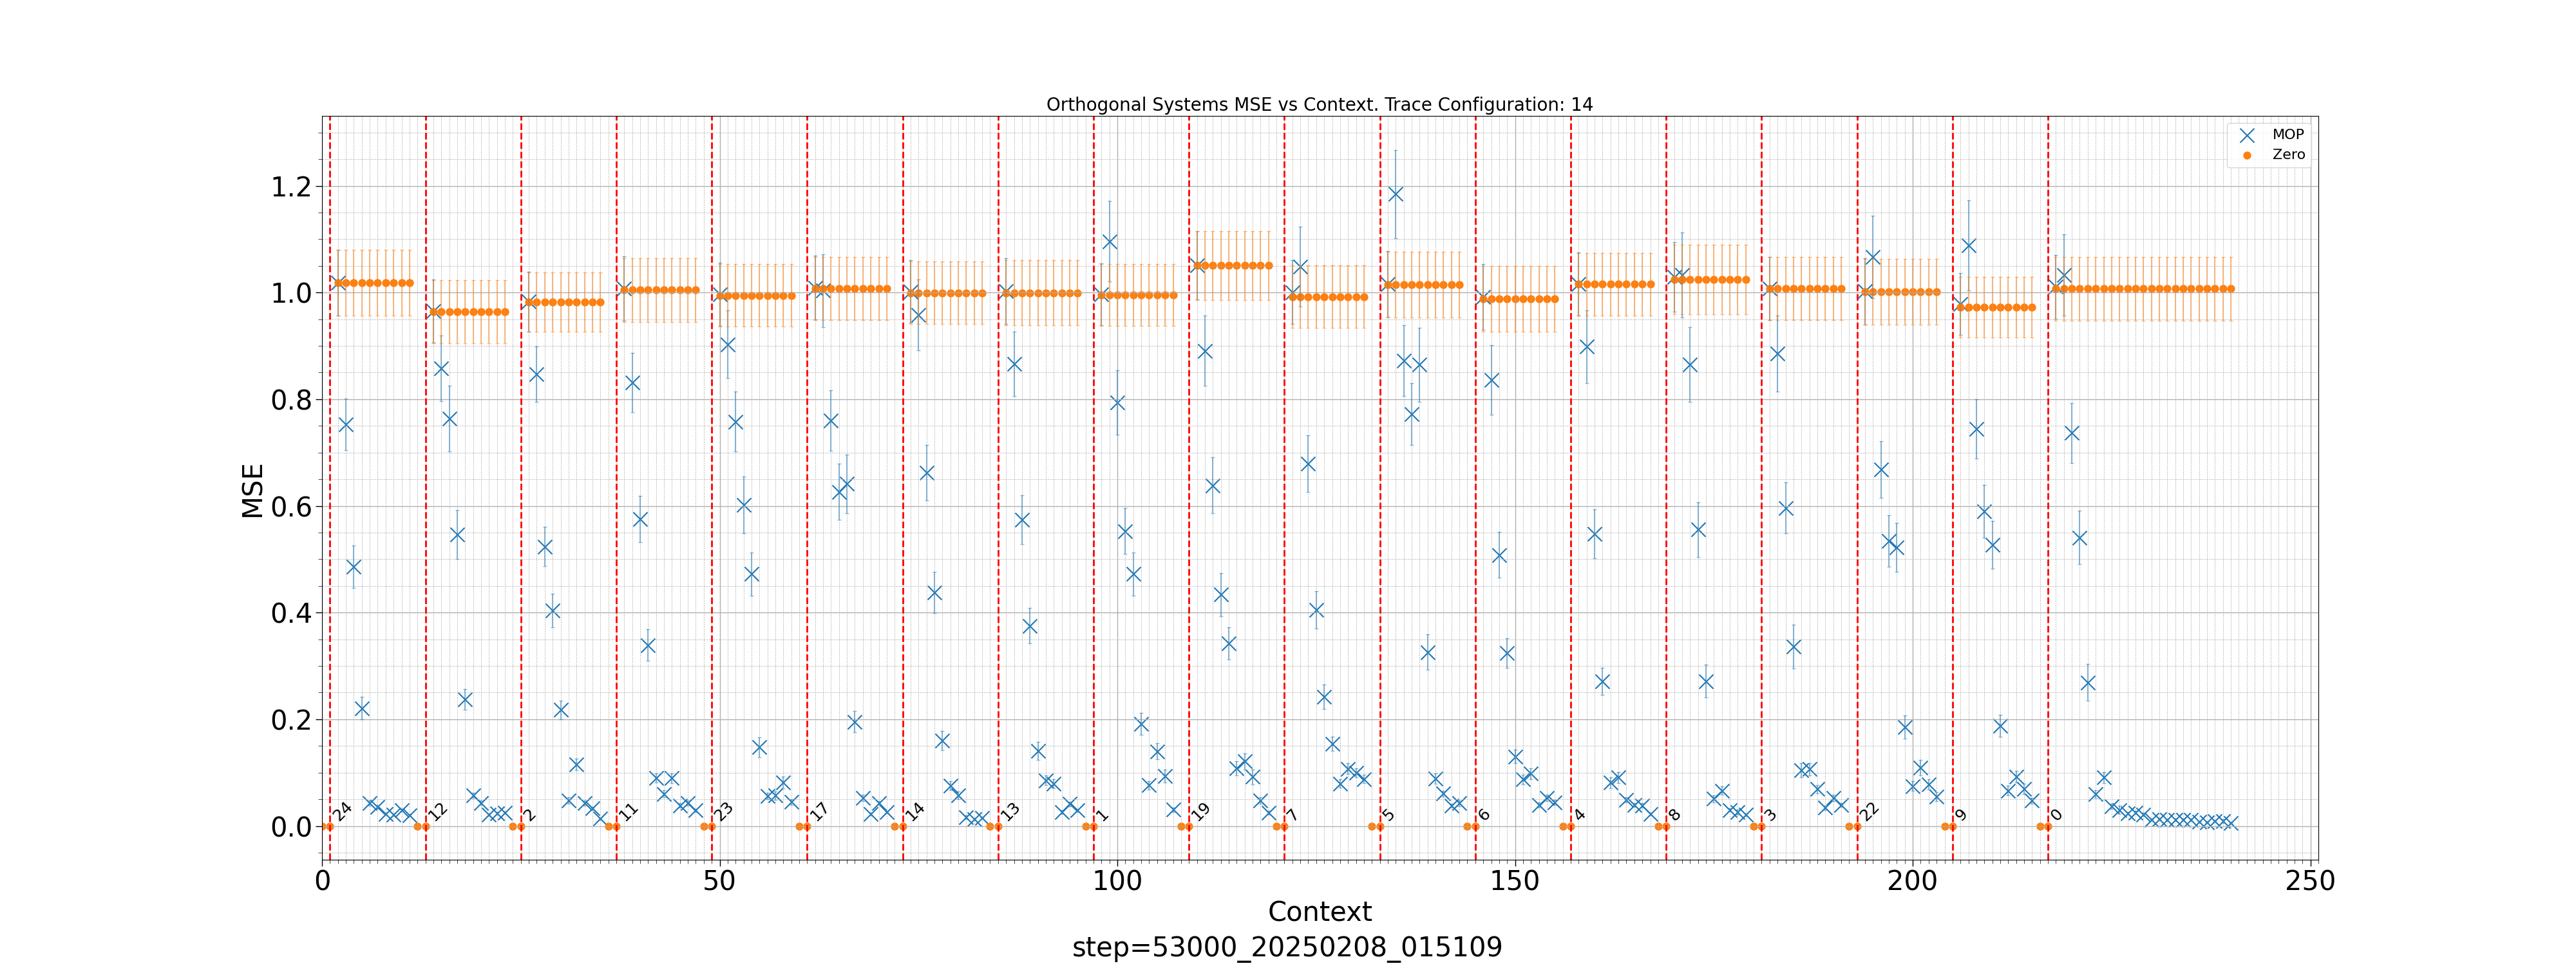 Orthogonal Systems MSE vs Context. Trace Configuration: 14
MOP
Zero
MSE
1.2
1.0
0.8
0.6
0.4
0.2
0.0
24 12 2 11 23 17 14 13 1 19 7 5 6 4 8 3 22 9 0
0 50 100 150 200 250
Context
step=53000_20250208_015109